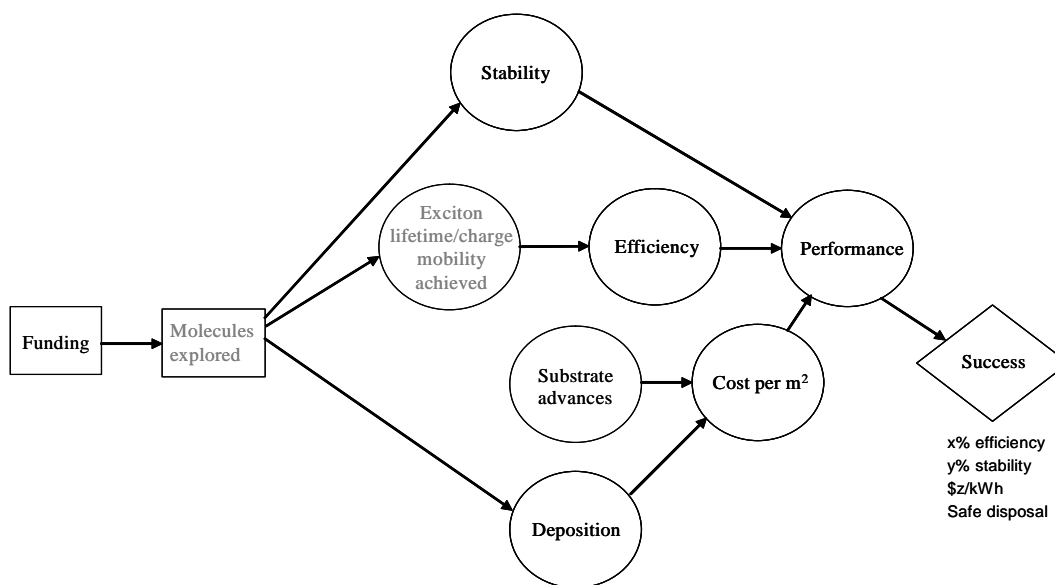 Stability
Exciton
lifetime/charge
mobility
achieved
Efficiency
Performance
Funding
Molecules
explored
Substrate
advances
Cost per m²
Success
Deposition
x% efficiency
y% stability
$z/kWh
Safe disposal